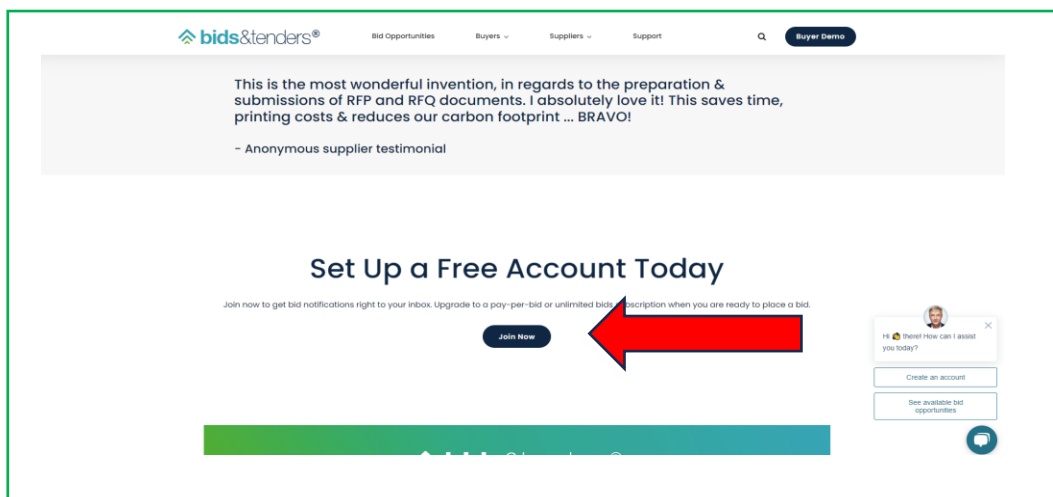 bids&tenders®
Bid Opportunities Buyers Suppliers Support Buyer Demo
This is the most wonderful invention, in regards to the preparation &
submissions of RFP and RFQ documents. I absolutely love it! This saves time,
printing costs & reduces our carbon footprint ... BRAVO!
- Anonymous supplier testimonial
Set Up a Free Account Today
Join now to get bid notifications right to your inbox. Upgrade to a pay-per-bid or unlimited bids subscription when you are ready to place a bid.
Join Now
Hi there! How can I assist
you today?
Create an account
See available bid
opportunities